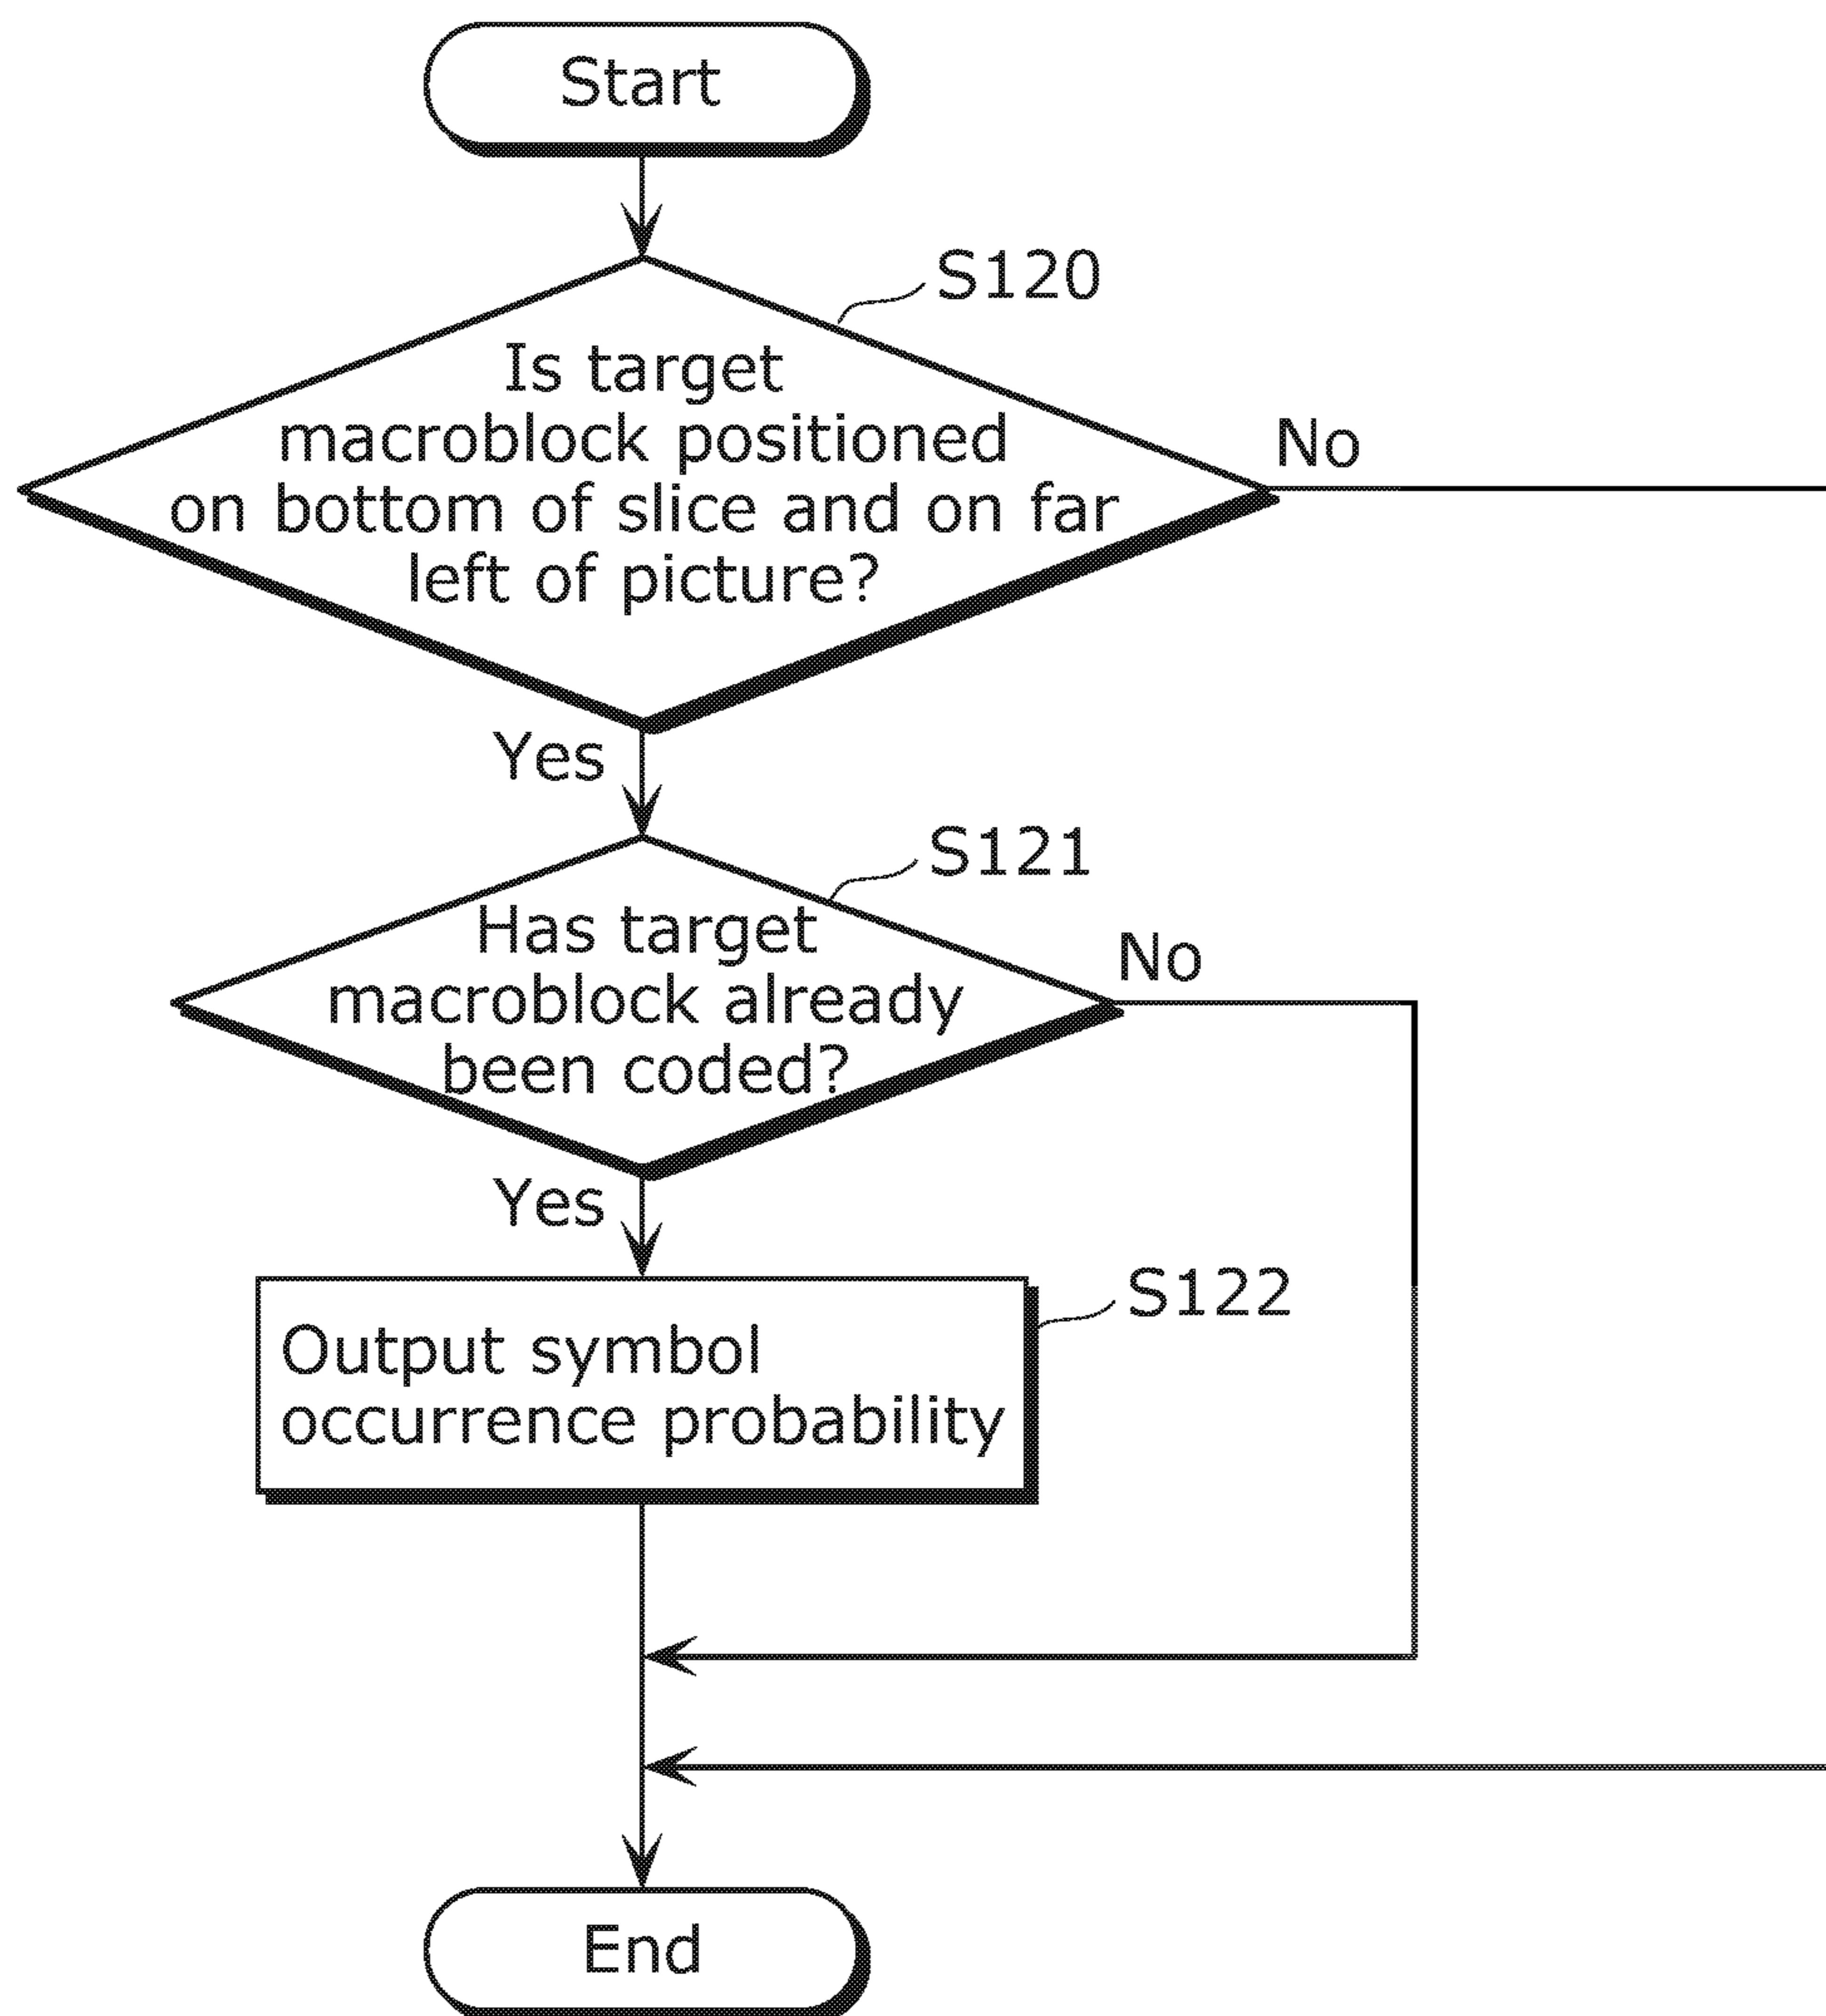 Start
S120
Is target
macroblock positioned
on bottom of slice and on far
left of picture?
No
Yes
S121
Has target
macroblock already
been coded?
No
Yes
S122
Output symbol
occurrence probability
End